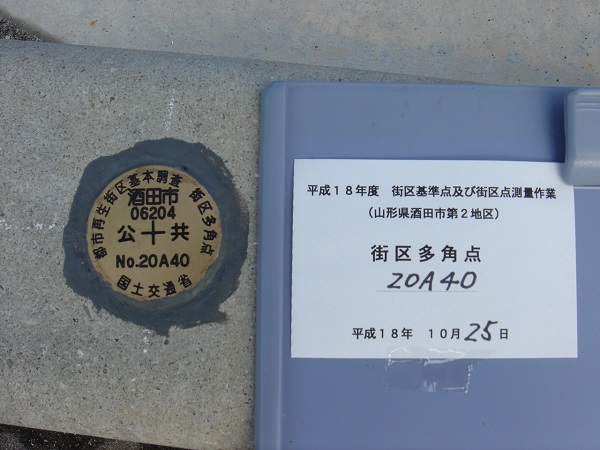 都市再生街区基本調査 街区多角点
酒田市
06204
公十共
No.20A40
国土交通省
平成18年度 街区基準点及び街区点測量作業
(山形県酒田市第2地区)
街区多角点
20A40
平成18年 10月25日